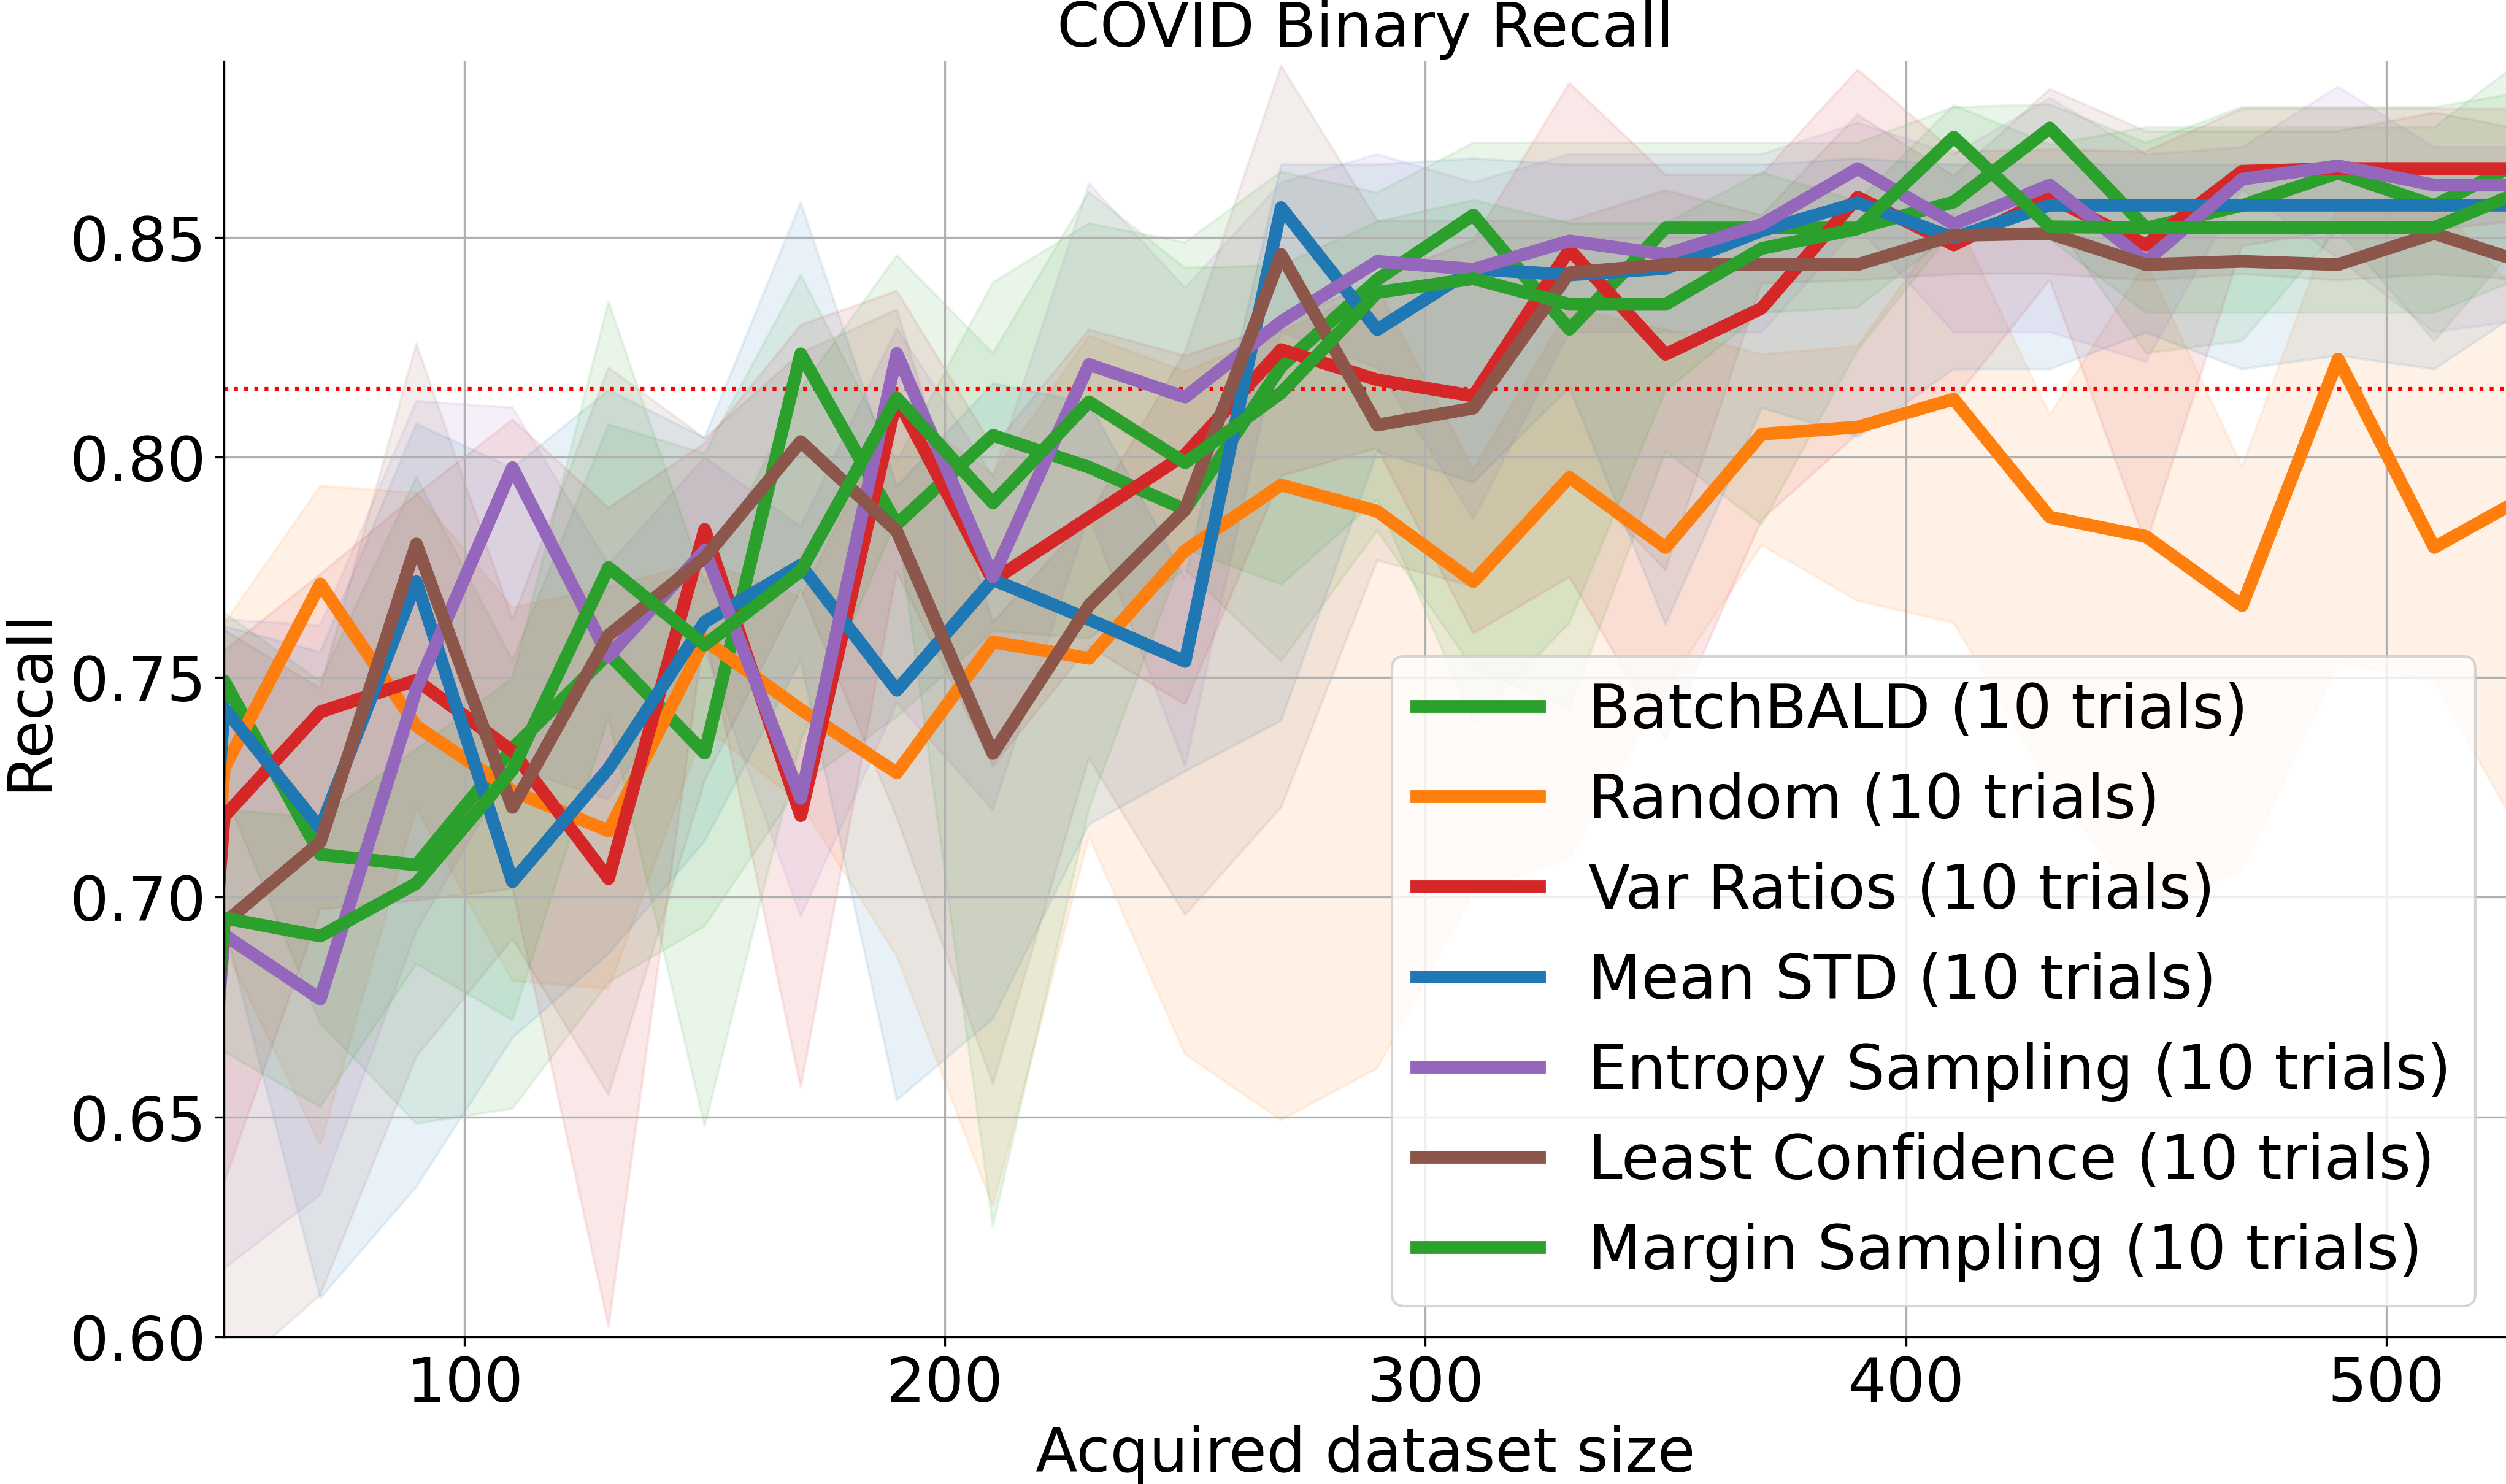 COVID Binary Recall
Recall
0.85
0.80
0.75
0.70
0.65
0.60
100
200
300
400
500
Acquired dataset size
BatchBALD (10 trials)
Random (10 trials)
Var Ratios (10 trials)
Mean STD (10 trials)
Entropy Sampling (10 trials)
Least Confidence (10 trials)
Margin Sampling (10 trials)